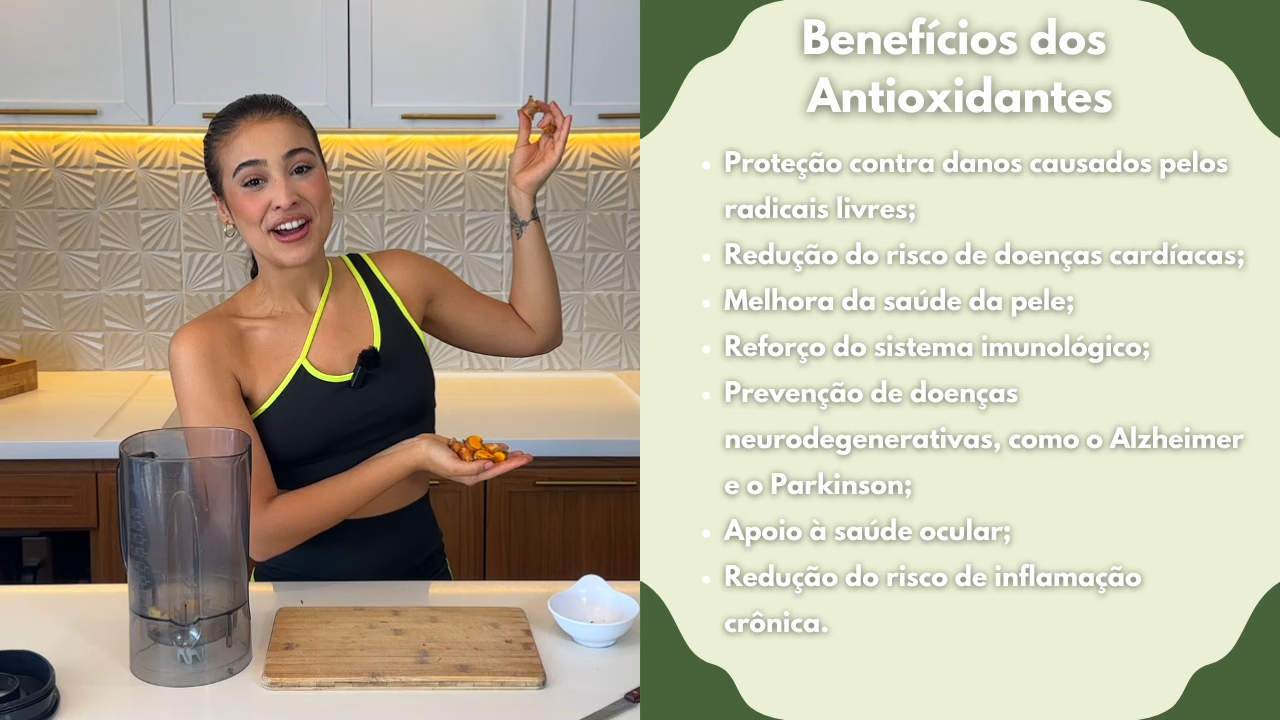 Benefícios dos
Antioxidantes
• Proteção contra danos causados pelos
radicais livres;
• Redução do risco de doenças cardíacas;
• Melhora da saúde da pele;
• Reforço do sistema imunológico;
• Prevenção de doenças
neurodegenerativas, como o Alzheimer
e o Parkinson;
• Apoio à saúde ocular;
• Redução do risco de inflamação
crônica.